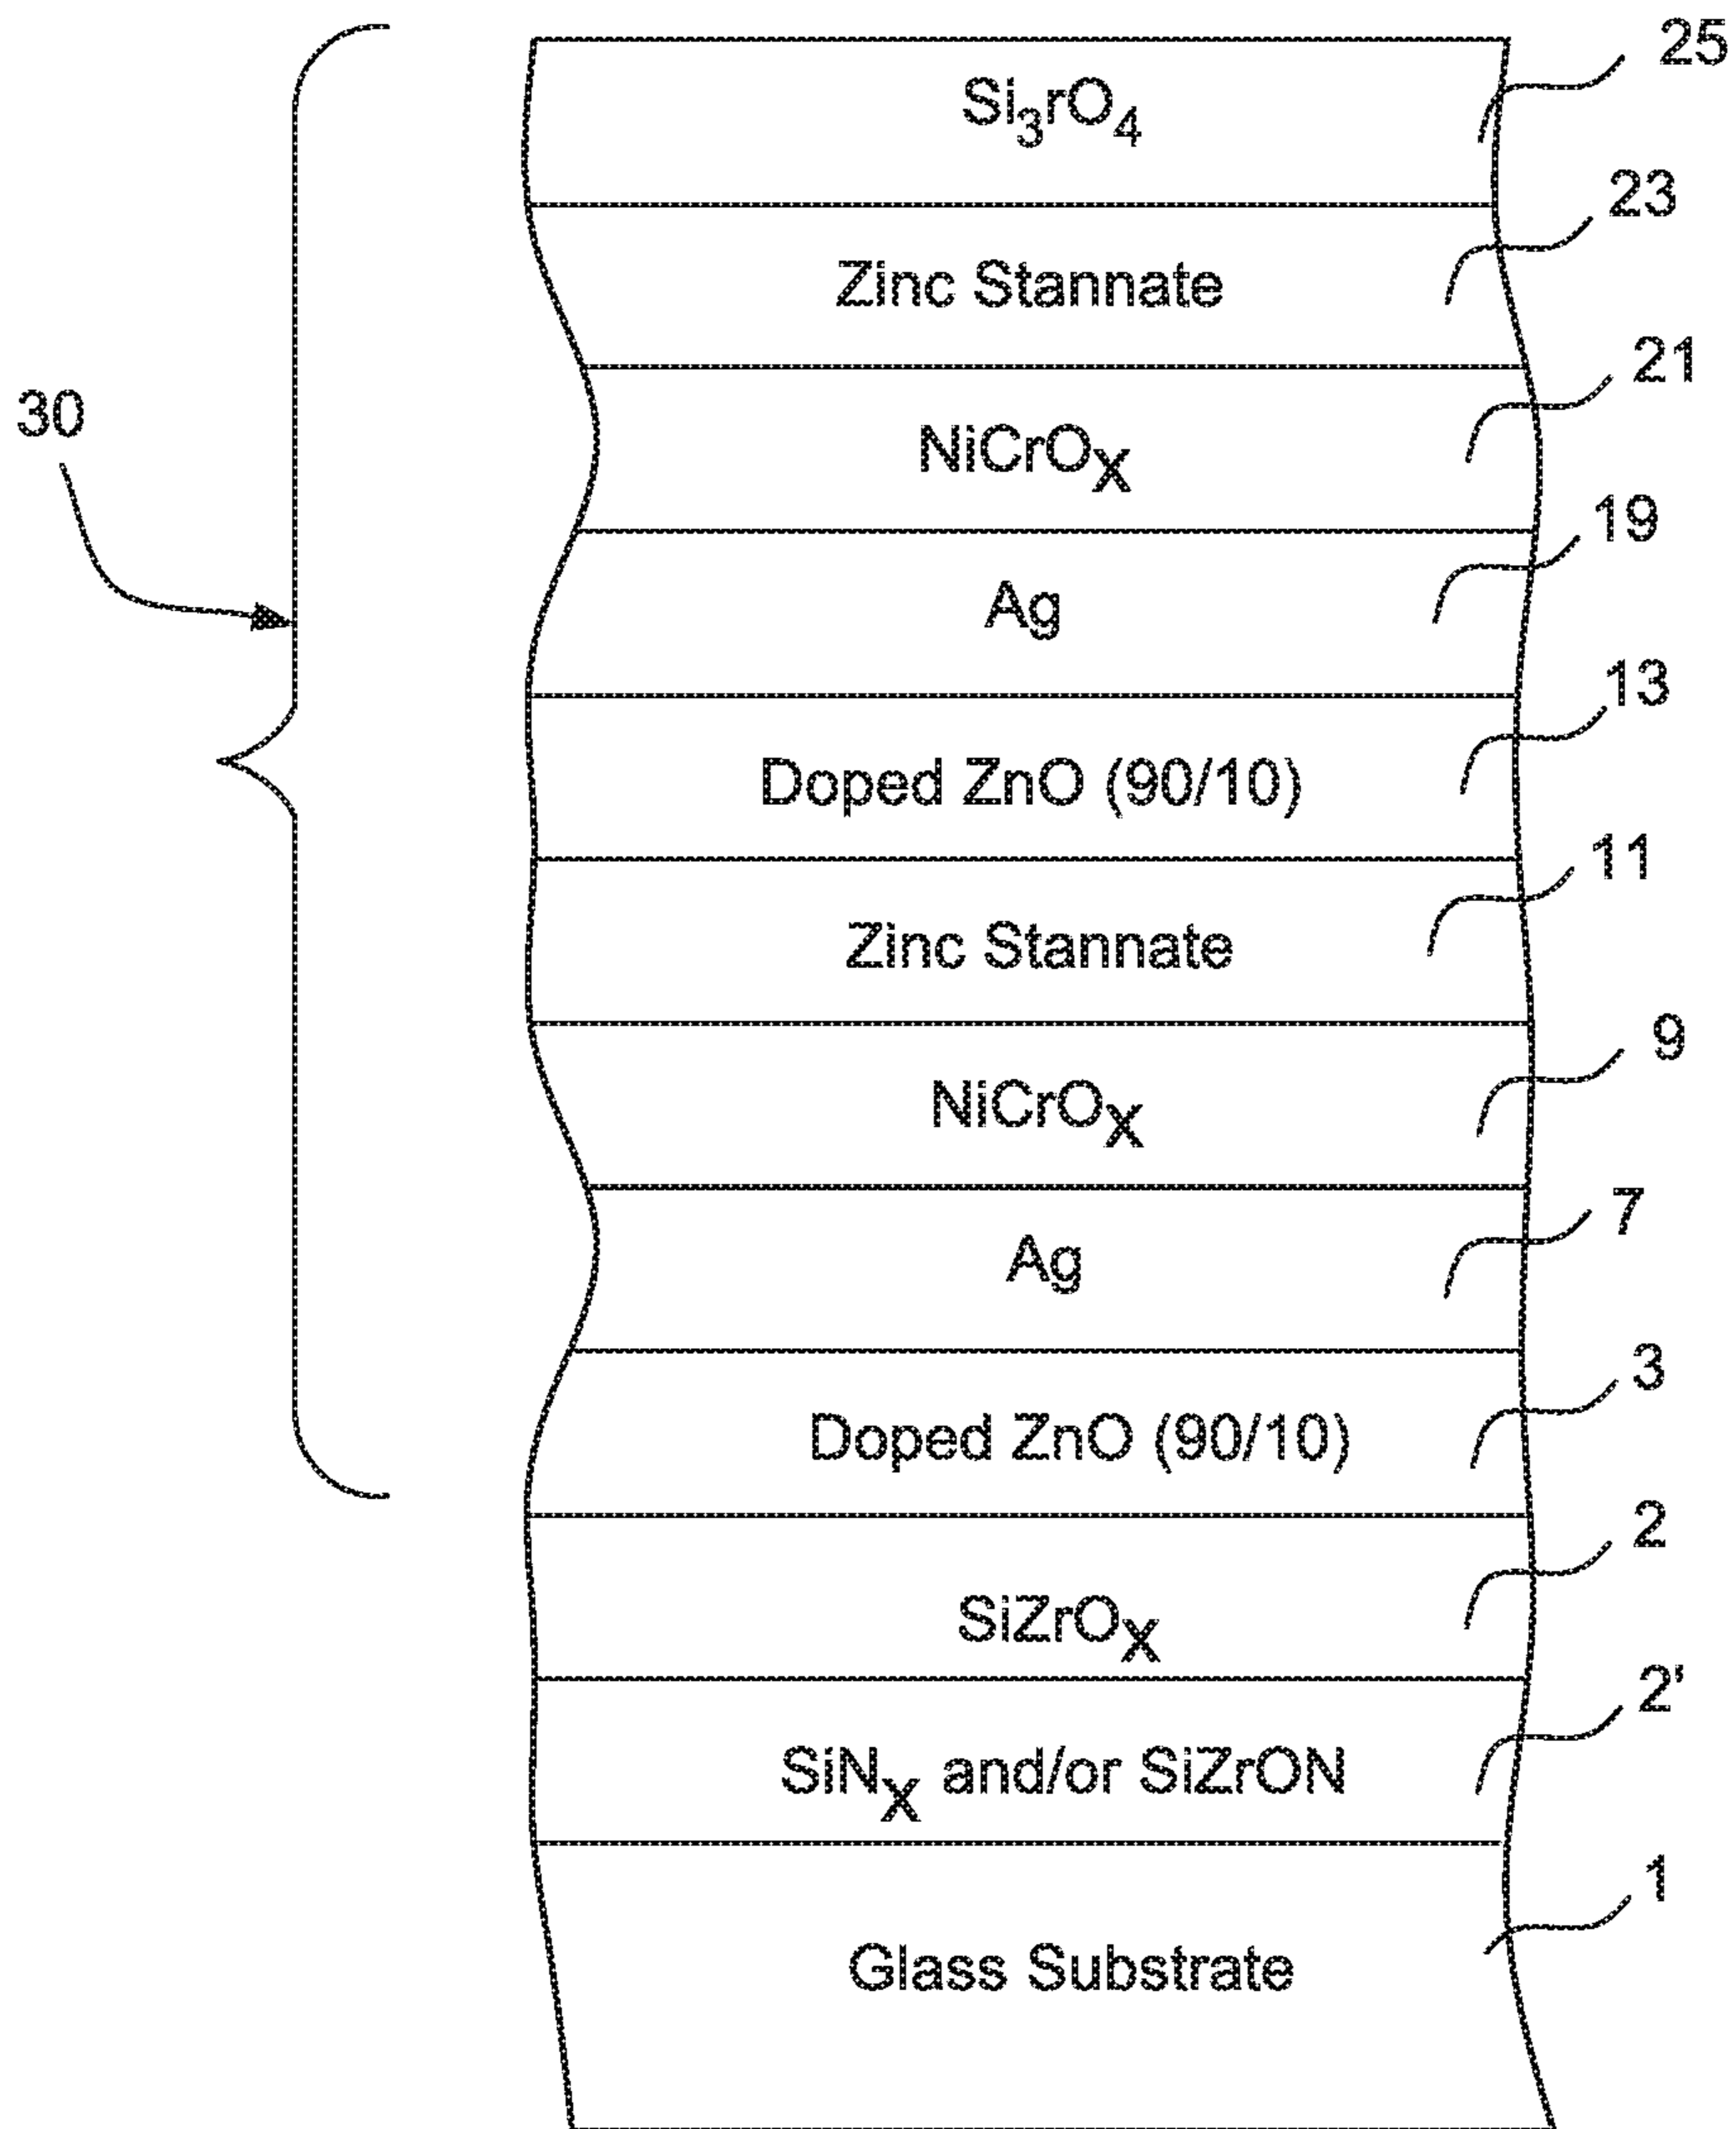 25
Si₃rO₄
23
Zinc Stannate
21
30
NiCrOₓ
19
Ag
13
Doped ZnO (90/10)
11
Zinc Stannate
9
NiCrOₓ
7
Ag
3
Doped ZnO (90/10)
2
SiZrOₓ
2'
SiNₓ and/or SiZrON
1
Glass Substrate